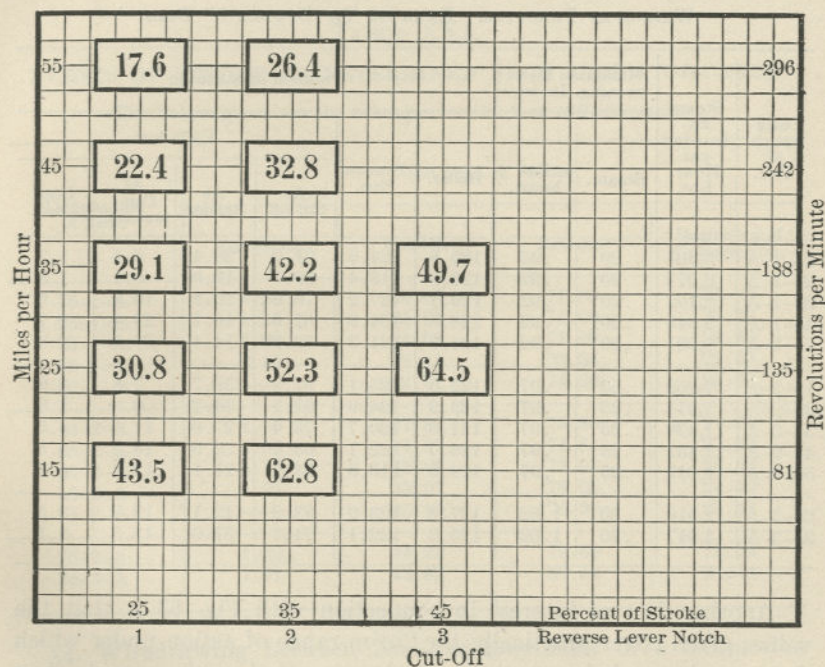 55 17.6 26.4 296
45 22.4 32.8 242
35 29.1 42.2 49.7 188
25 30.8 52.3 64.5 135
15 43.5 62.8 81
Miles per Hour
Revolutions per Minute
25 35 45 Percent of Stroke
1 2 3 Reverse Lever Notch
Cut-Off